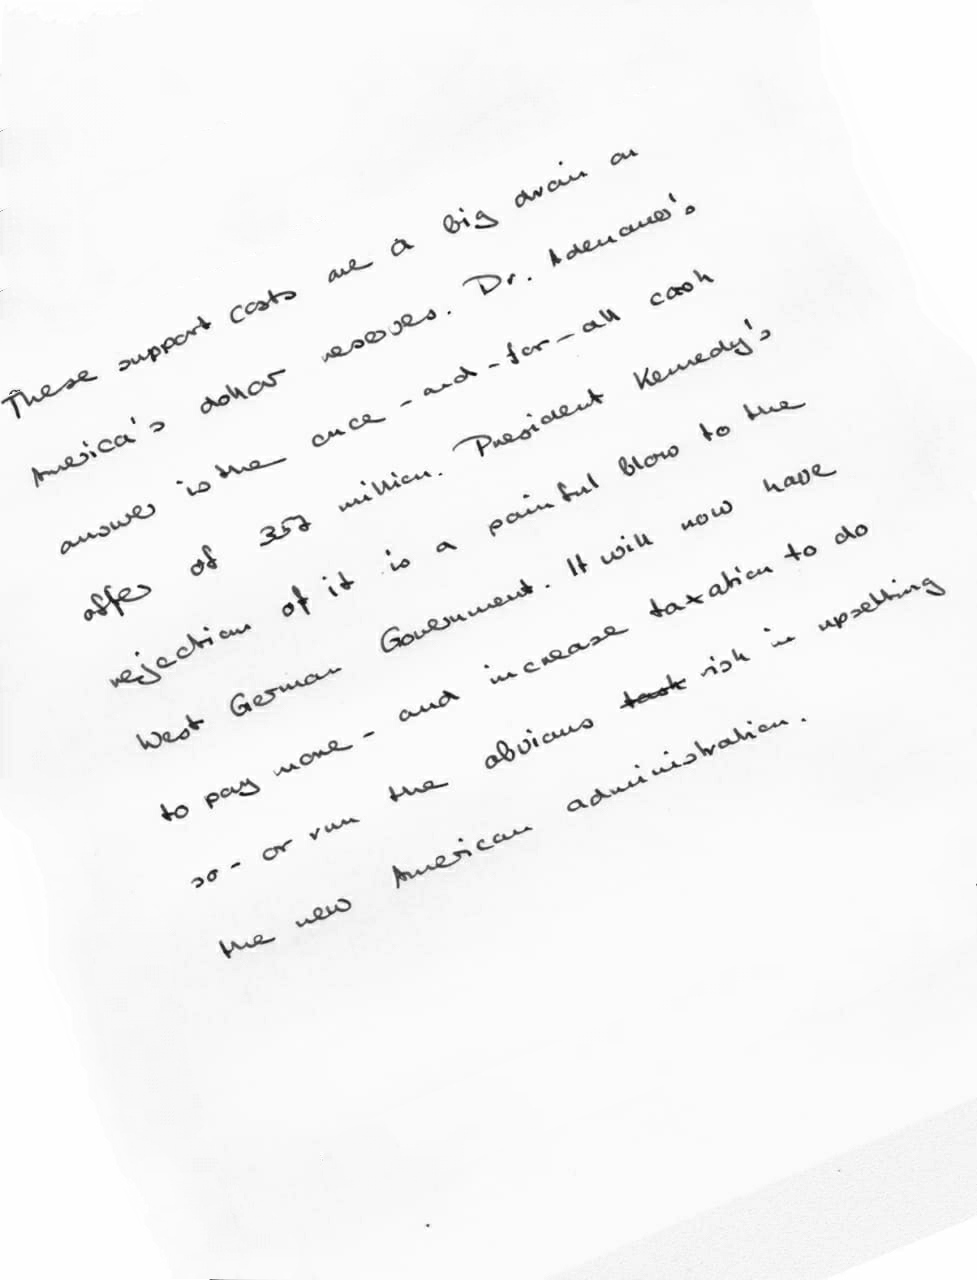 These support costs are a big drain on
America's dollar reserves. Dr. Adenauer's
answer is the once-and-for-all cash
offer of 357 million. President Kennedy's
rejection of it is a painful blow to the
West German Government. It will now have
to pay more - and increase taxation to do
so - or run the obvious risk in upsetting
the new American administration.